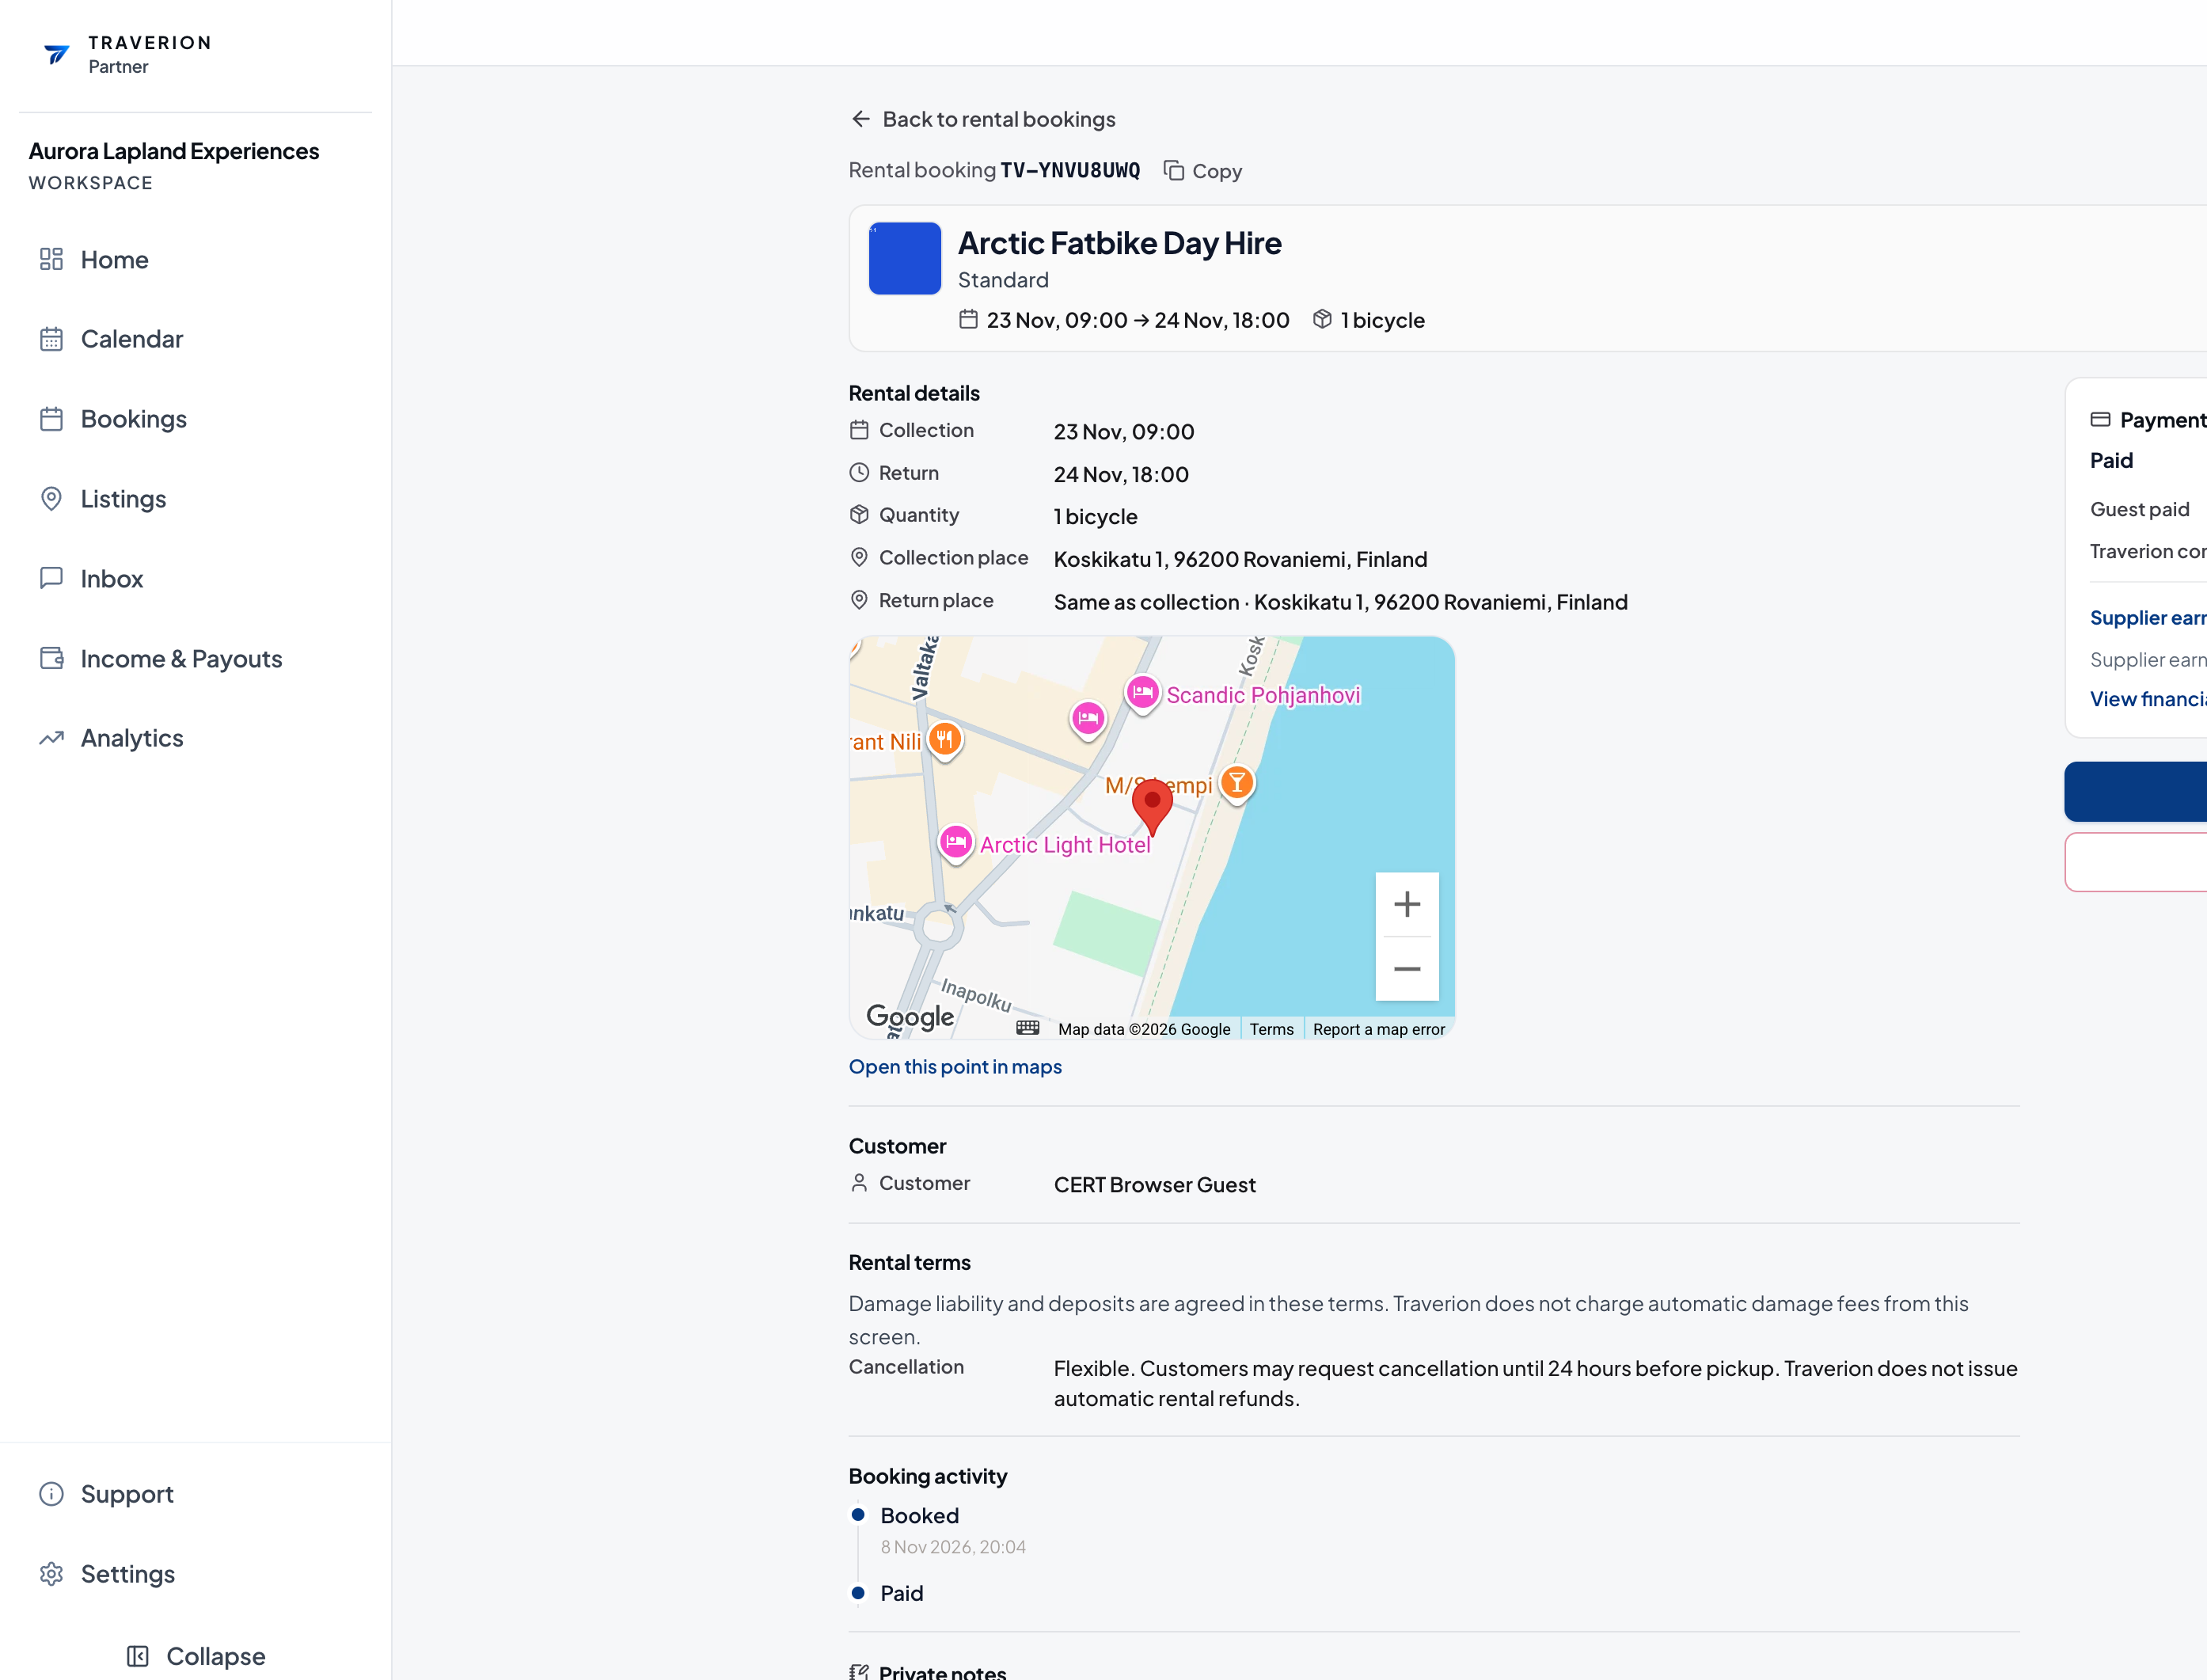 TRAVERION
Partner
Aurora Lapland Experiences
WORKSPACE
Home
Calendar
Bookings
Listings
Inbox
Income & Payouts
Analytics
Support
Settings
Collapse
Back to rental bookings
Rental booking TV-YNVU8UWQ Copy
Arctic Fatbike Day Hire
Standard
23 Nov, 09:00 → 24 Nov, 18:00 1 bicycle
Rental details
Collection 23 Nov, 09:00
Return 24 Nov, 18:00
Quantity 1 bicycle
Collection place Koskikatu 1, 96200 Rovaniemi, Finland
Return place Same as collection · Koskikatu 1, 96200 Rovaniemi, Finland
Scandic Pohjanhovi
Nili
Arctic Light Hotel
Inapolku
Google
Map data ©2026 Google Terms Report a map error
Open this point in maps
Customer
Customer CERT Browser Guest
Rental terms
Damage liability and deposits are agreed in these terms. Traverion does not charge automatic damage fees from this
screen.
Cancellation Flexible. Customers may request cancellation until 24 hours before pickup. Traverion does not issue
automatic rental refunds.
Booking activity
Booked
8 Nov 2026, 20:04
Paid
Private notes
Payment
Paid
Guest paid
Traverion
Supplier
Supplier
View